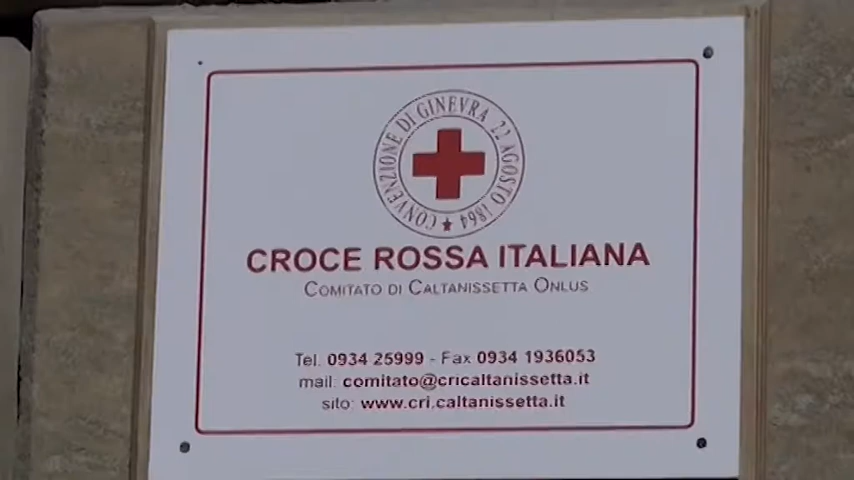 CONVENZIONE DI GINEVRA 22 AGOSTO 1864
CROCE ROSSA ITALIANA
COMITATO DI CALTANISSETTA ONLUS
TEL. 0934 25999 - FAX 0934 1936053
mail: comitato@cricaltanissetta.it
sito: www.cri.caltanissetta.it